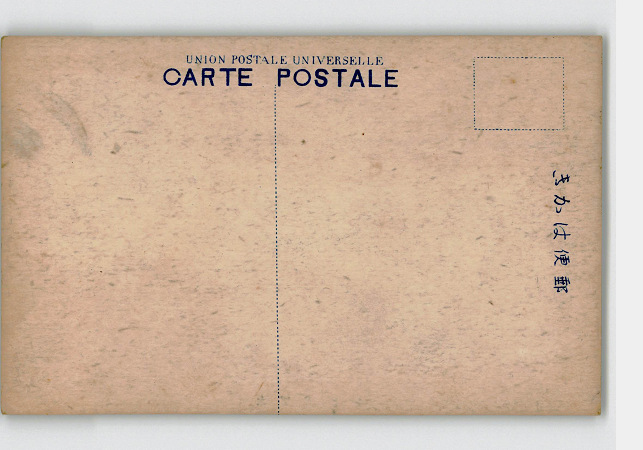 UNION POSTALE UNIVERSELLE
CARTE POSTALE
郵便はかき